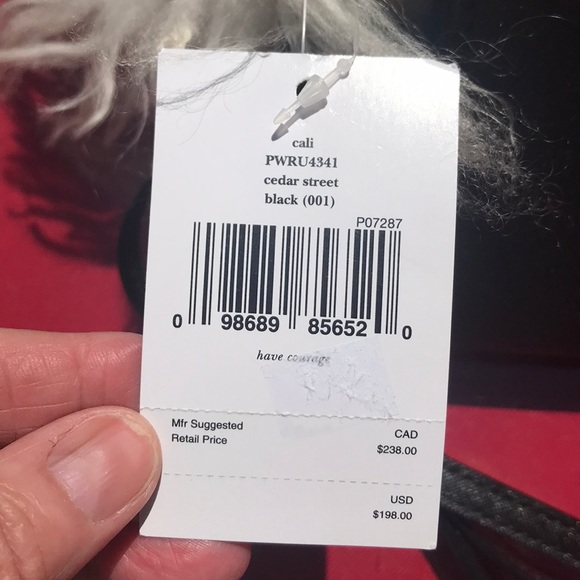 cali
PWRU4341
cedar street
black (001)
P07287
0 98689 85652 0
have courage
Mfr Suggested
Retail Price
CAD
$238.00
USD
$198.00